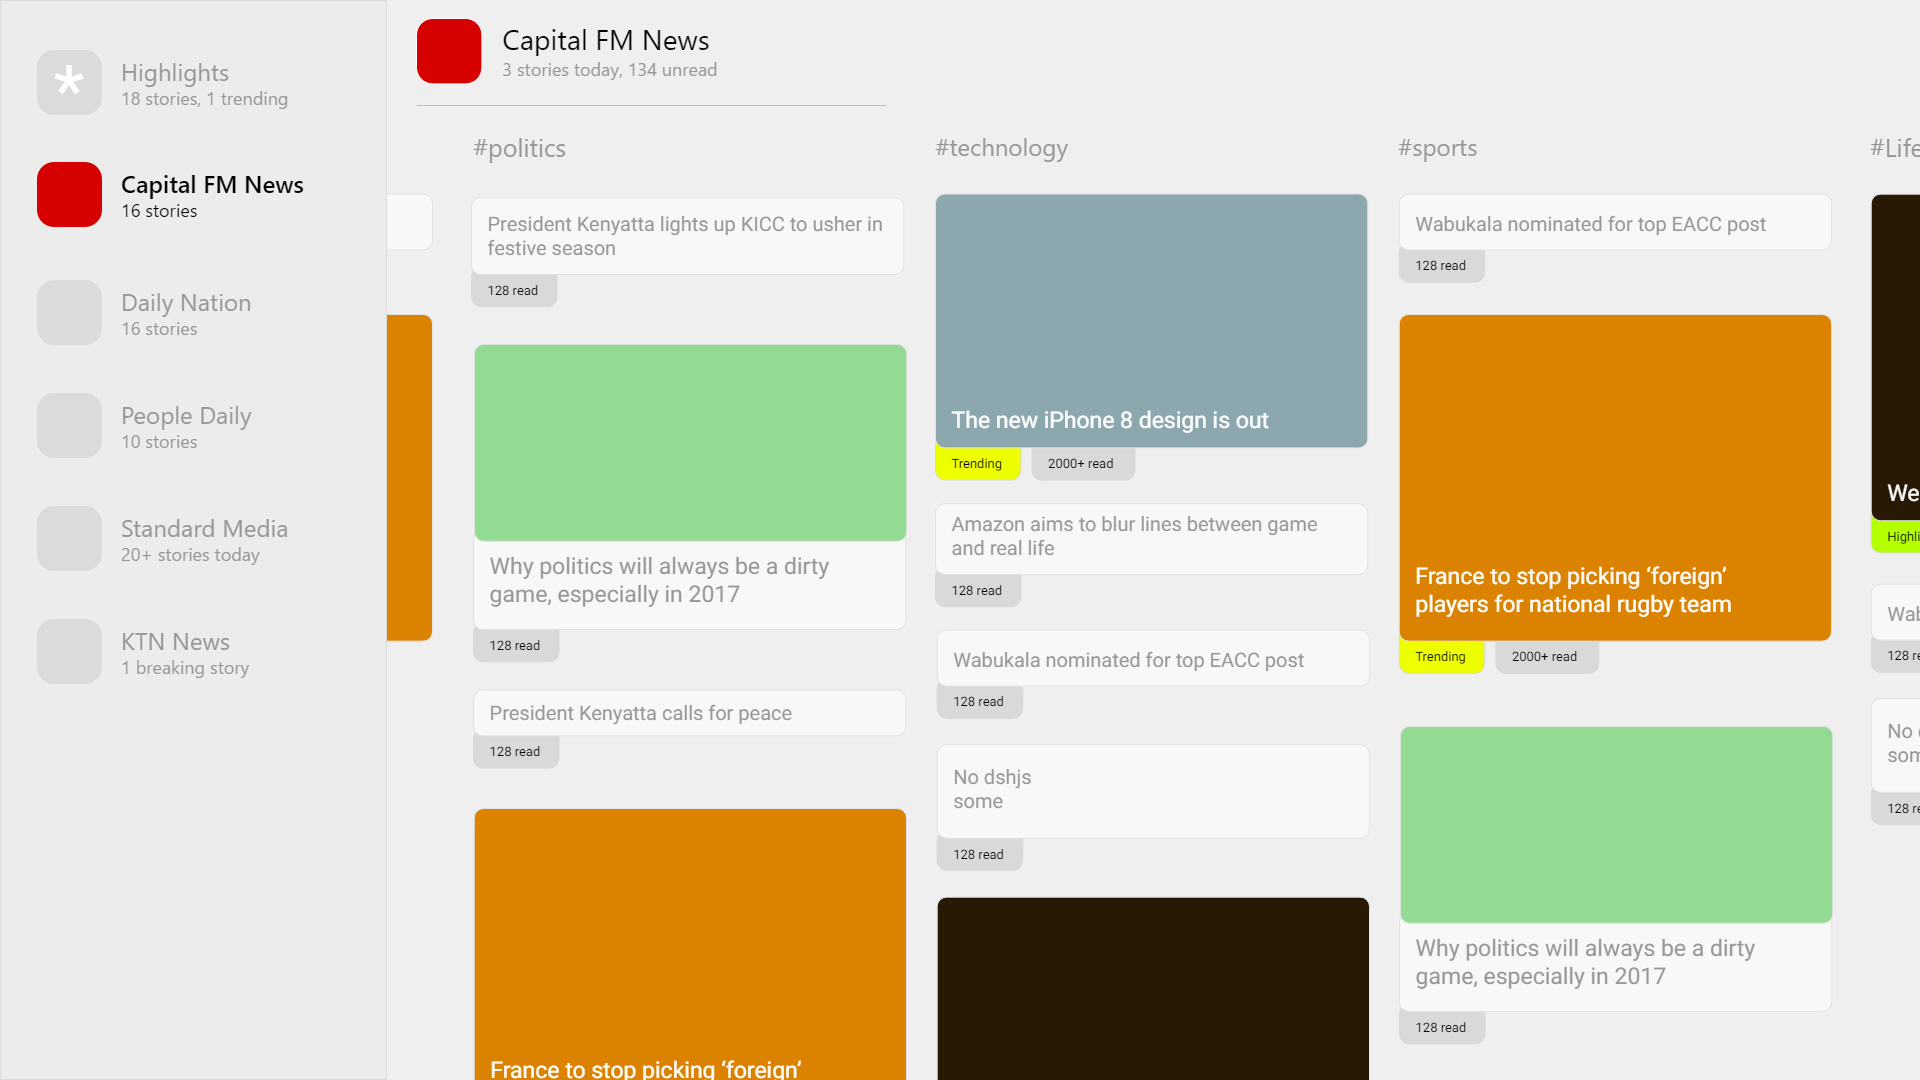 *
Highlights
18 stories, 1 trending
Capital FM News
16 stories
Daily Nation
16 stories
People Daily
10 stories
Standard Media
20+ stories today
KTN News
1 breaking story
Capital FM News
3 stories today, 134 unread
#politics
President Kenyatta lights up KICC to usher in
festive season
128 read
Why politics will always be a dirty
game, especially in 2017
128 read
President Kenyatta calls for peace
128 read
France to stop picking ‘foreign’
#technology
The new iPhone 8 design is out
Trending
2000+ read
Amazon aims to blur lines between game
and real life
128 read
Wabukala nominated for top EACC post
128 read
No dshjs
some
128 read
#sports
Wabukala nominated for top EACC post
128 read
France to stop picking ‘foreign’
players for national rugby team
Trending
2000+ read
Why politics will always be a dirty
game, especially in 2017
128 read
#Life
We
Highli
Wab
128 re
No
som
128 re